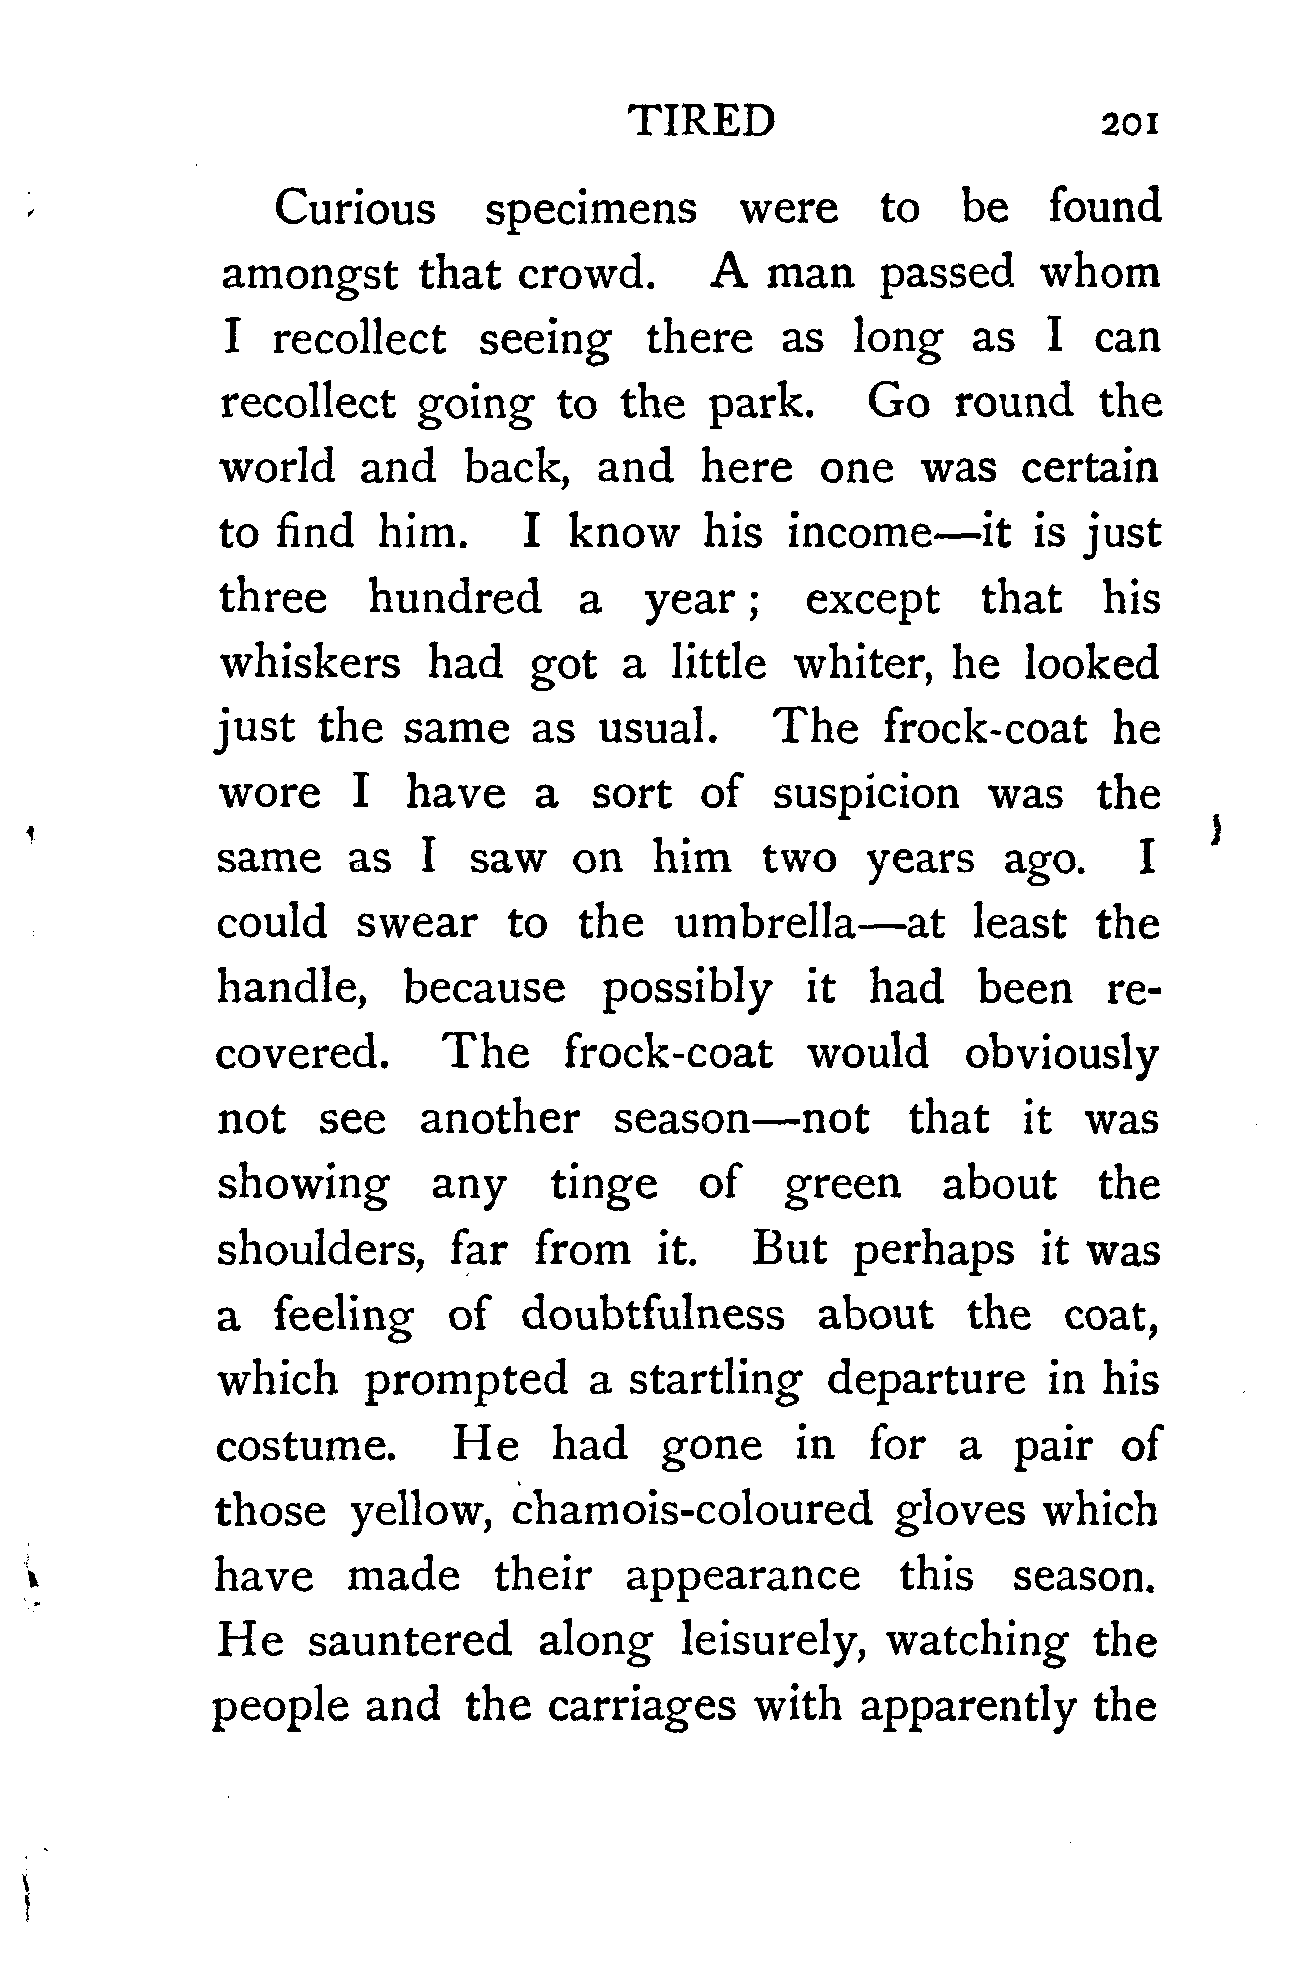 TIRED 201
Curious specimens were to be found
amongst that crowd. A man passed whom
I recollect seeing there as long as I can
recollect going to the park. Go round the
world and back, and here one was certain
to find him. I know his income—it is just
three hundred a year ; except that his
whiskers had got a little whiter, he looked
just the same as usual. The frock-coat he
wore I have a sort of suspicion was the
same as I saw on him two years ago. I
could swear to the umbrella—at least the
handle, because possibly it had been re-
covered. The frock-coat would obviously
not see another season—not that it was
showing any tinge of green about the
shoulders, far from it. But perhaps it was
a feeling of doubtfulness about the coat,
which prompted a startling departure in his
costume. He had gone in for a pair of
those yellow, chamois-coloured gloves which
have made their appearance this season.
He sauntered along leisurely, watching the
people and the carriages with apparently the